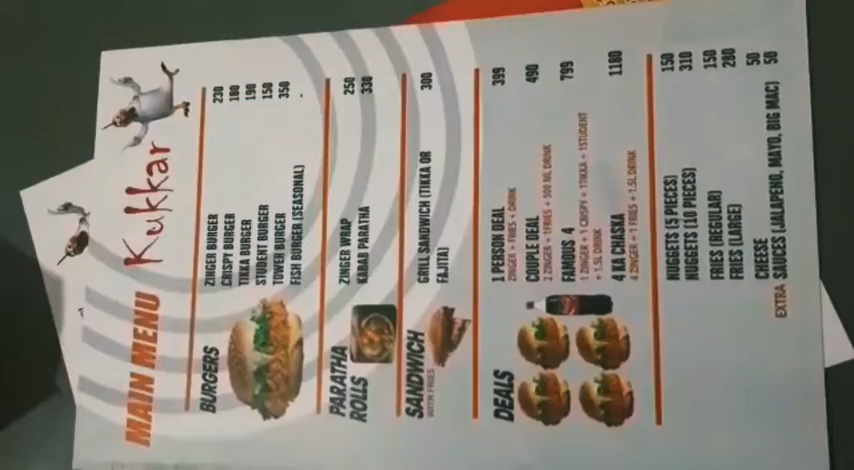 MAIN MENU Kukkar
BURGERS
ZINGER BURGER 230
CRISPY BURGER 180
TIKKA BURGER 190
STUDENT BURGER 150
TOWER BURGER 350
FISH BURGER (SEASONAL) -
PARATHA
ROLLS
ZINGER WRAP 250
KABAB PARATHA 330
SANDWICH
WITH FRIES
GRILL SANDWICH (TIKKA OR 300
FAJITA)
DEALS
1 PERSON DEAL 399
ZINGER + FRIES + DRINK
COUPLE DEAL 490
2 ZINGER + 1FRIES + 500 ML DRINK
FAMOUS 4 799
1 ZINGER + 1 CRISPY + 1TIKKA + 1STUDENT
+ 1.5L DRINK
4 KA CHASKA 1180
4 ZINGER + 1 FRIES + 1.5L DRINK
NUGGETS (5 PIECES) 150
NUGGETS (10 PIECES) 310
FRIES (REGULAR) 150
FRIES (LARGE) 280
CHEESE 50
EXTRA SAUCES (JALAPENO, MAYO, BIG MAC) 50